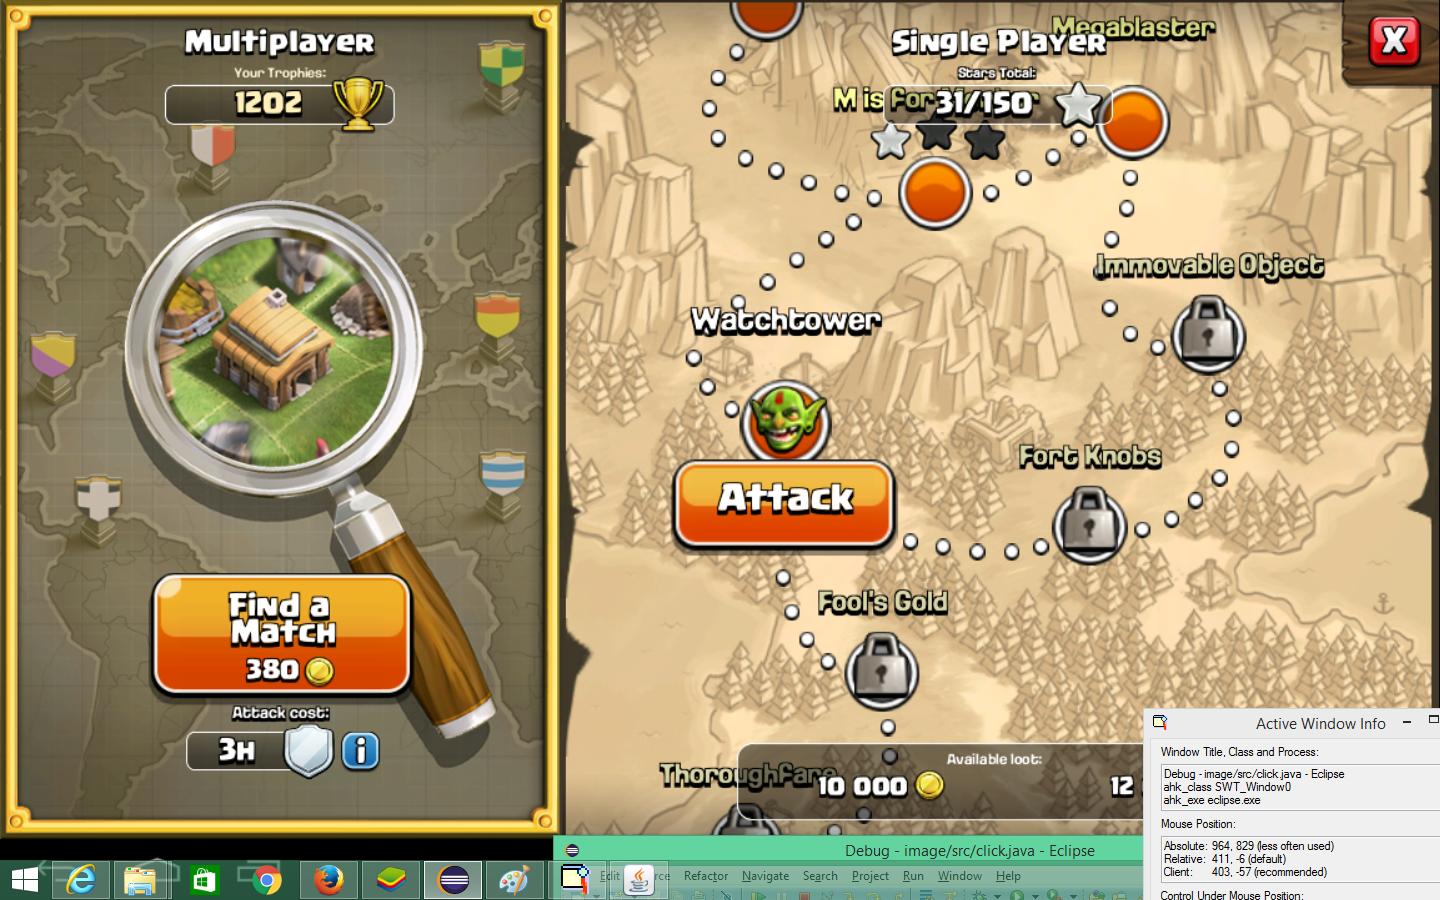 Multiplayer
Your Trophies:
1202
Find a
Match
380
Attack cost:
3H
i
Single Player
Stars Total:
31/150
X
Megablaster
M is for
Immovable Object
Watchtower
Fort Knobs
Attack
Fool's Gold
Thoroughfare
Available loot:
10 000
12
Active Window Info
Window Title, Class and Process:
Debug - image/src/click.java - Eclipse
ahk_class SWT_Window0
ahk_exe eclipse.exe
Mouse Position:
Absolute: 964, 829 (less often used)
Relative: 411, -6 (default)
Client: 403, -57 (recommended)
Control Under Mouse Position:
Debug - image/src/click.java - Eclipse
Edit Refactor Navigate Search Project Run Window Help